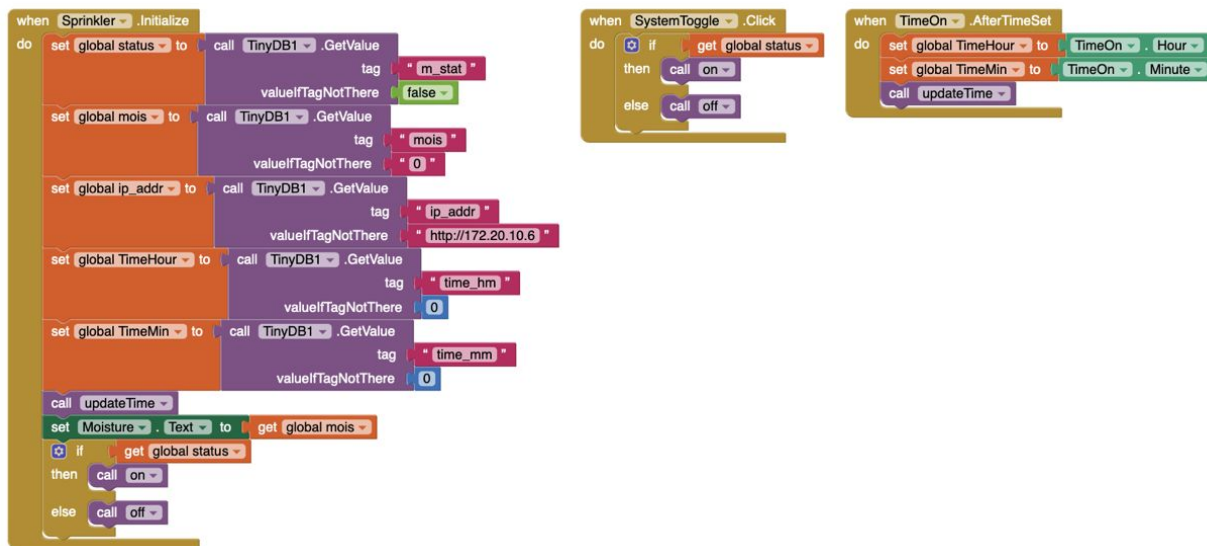 when Sprinkler .Initialize
do set global status to call TinyDB1 .GetValue
tag " m_stat "
valueIfTagNotThere false
set global mois to call TinyDB1 .GetValue
tag " mois "
valueIfTagNotThere " 0 "
set global ip_addr to call TinyDB1 .GetValue
tag " ip_addr "
valueIfTagNotThere " http://172.20.10.6 "
set global TimeHour to call TinyDB1 .GetValue
tag " time_hm "
valueIfTagNotThere 0
set global TimeMin to call TinyDB1 .GetValue
tag " time_mm "
valueIfTagNotThere 0
call updateTime
set Moisture . Text to get global mois
if get global status
then call on
else call off
when SystemToggle .Click
do if get global status
then call on
else call off
when TimeOn .AfterTimeSet
do set global TimeHour to TimeOn . Hour
set global TimeMin to TimeOn . Minute
call updateTime